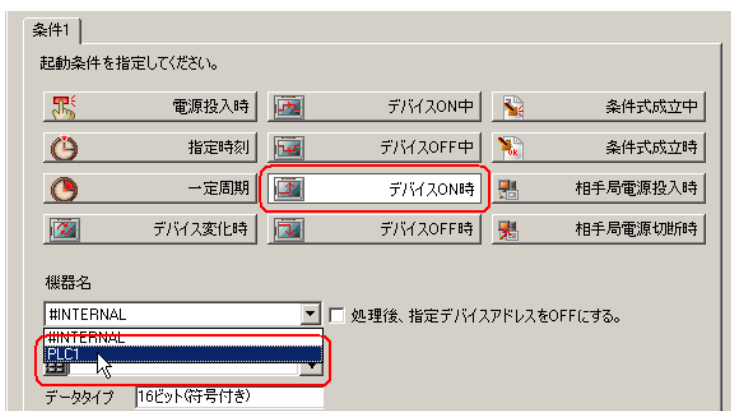 条件1
起動条件を指定してください。
電源投入時 デバイスON中 条件式成立中
指定時刻 デバイスOFF中 条件式成立時
一定周期 デバイスON時 相手局電源投入時
デバイス変化時 デバイスOFF時 相手局電源切断時
機器名
#INTERNAL 処理後、指定デバイスアドレスをOFFにする。
#INTERNAL
PLC1
データタイプ 16ビット(符号付き)